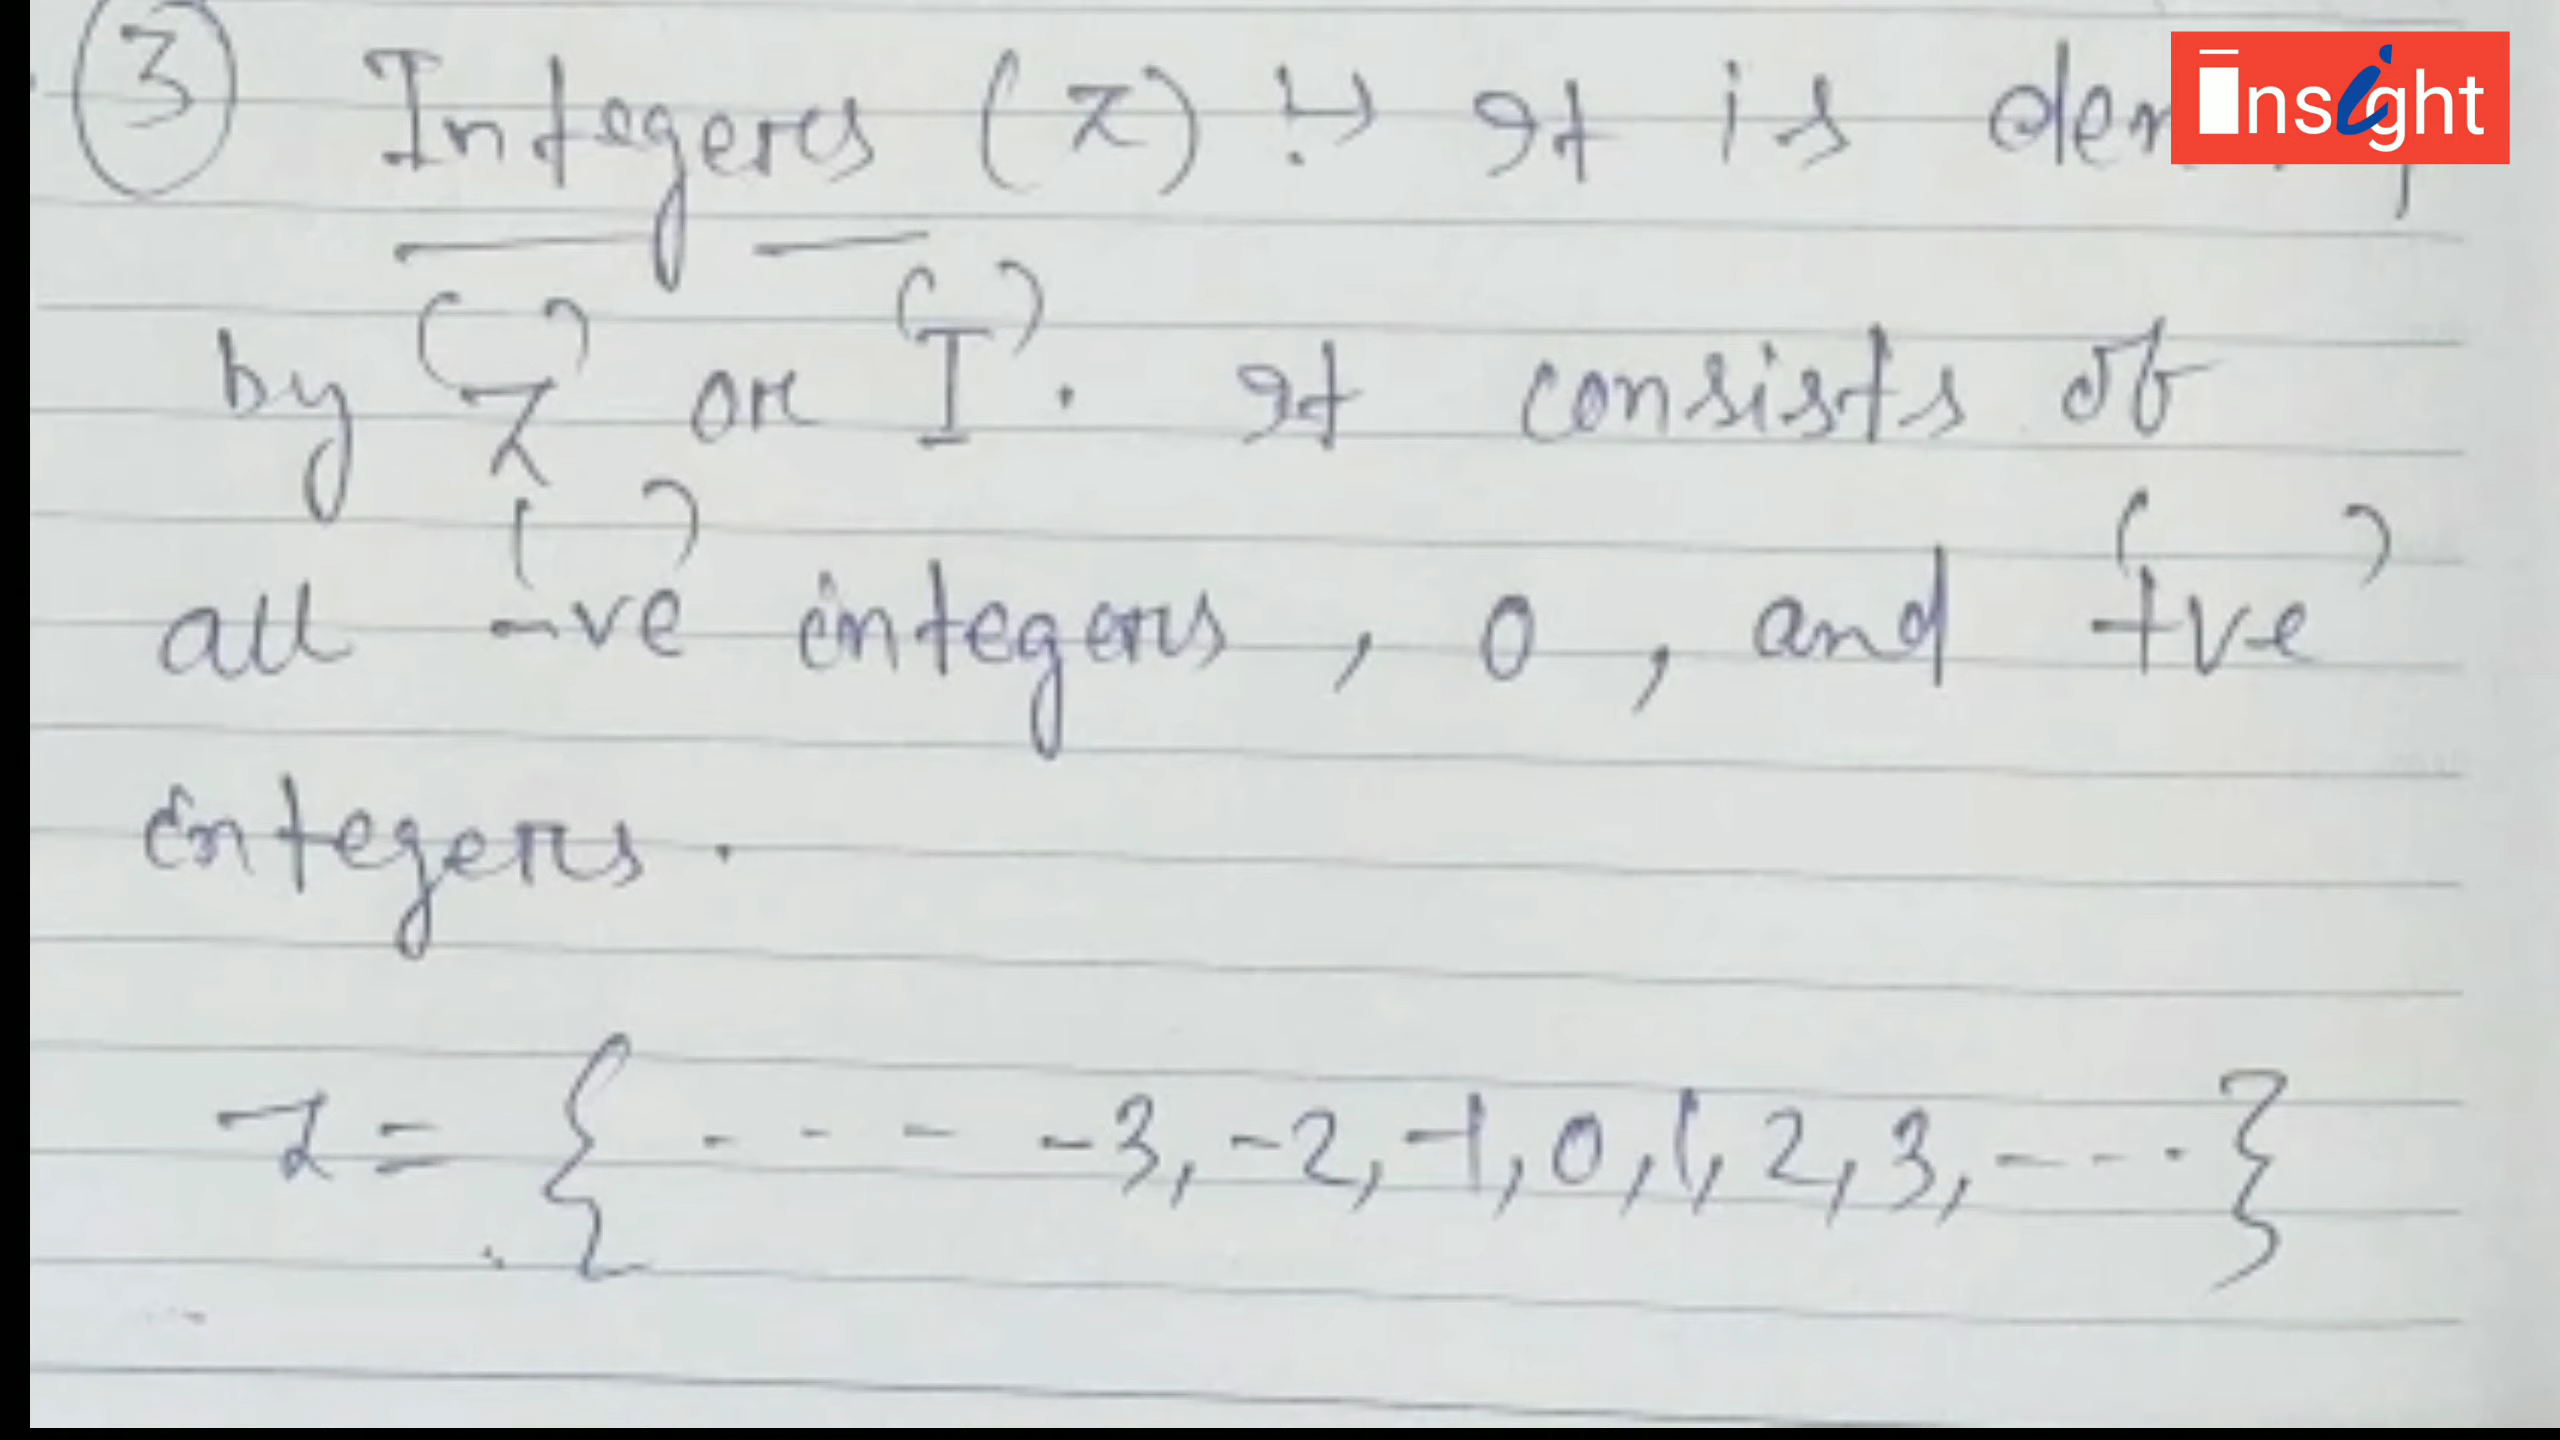 ③ Integers (Z) :→ It is
Insight
by (Z) or (I). It consists of
all (-ve) integers, 0, and (+ve)
integers.
Z = { - - - -3, -2, -1, 0, 1, 2, 3, - - - }